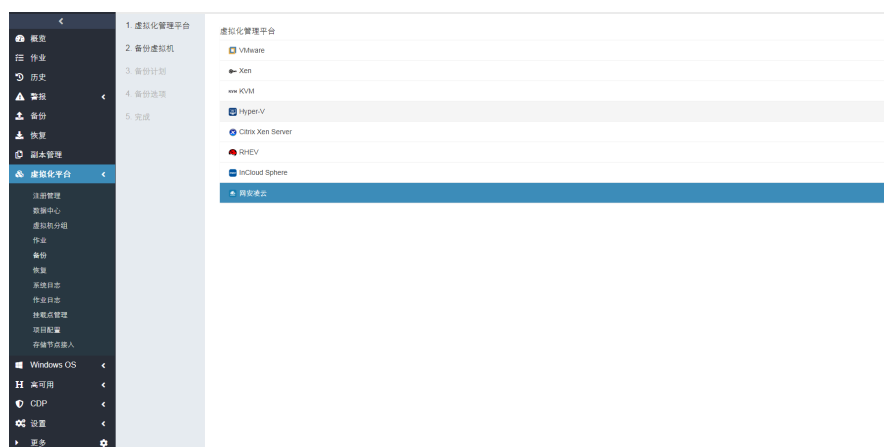 概览
作业
历史
警报
备份
恢复
副本管理
虚拟化平台
注册管理
数据中心
虚拟机分组
作业
备份
恢复
系统日志
作业日志
挂载点管理
项目配置
存储节点接入
Windows OS
H 高可用
CDP
设置
更多
1. 虚拟化管理平台
2. 备份虚拟机
3. 备份计划
4. 备份选项
5. 完成
虚拟化管理平台
VMware
Xen
KVM KVM
Hyper-V
Citrix Xen Server
RHEV
InCloud Sphere
网安凌云